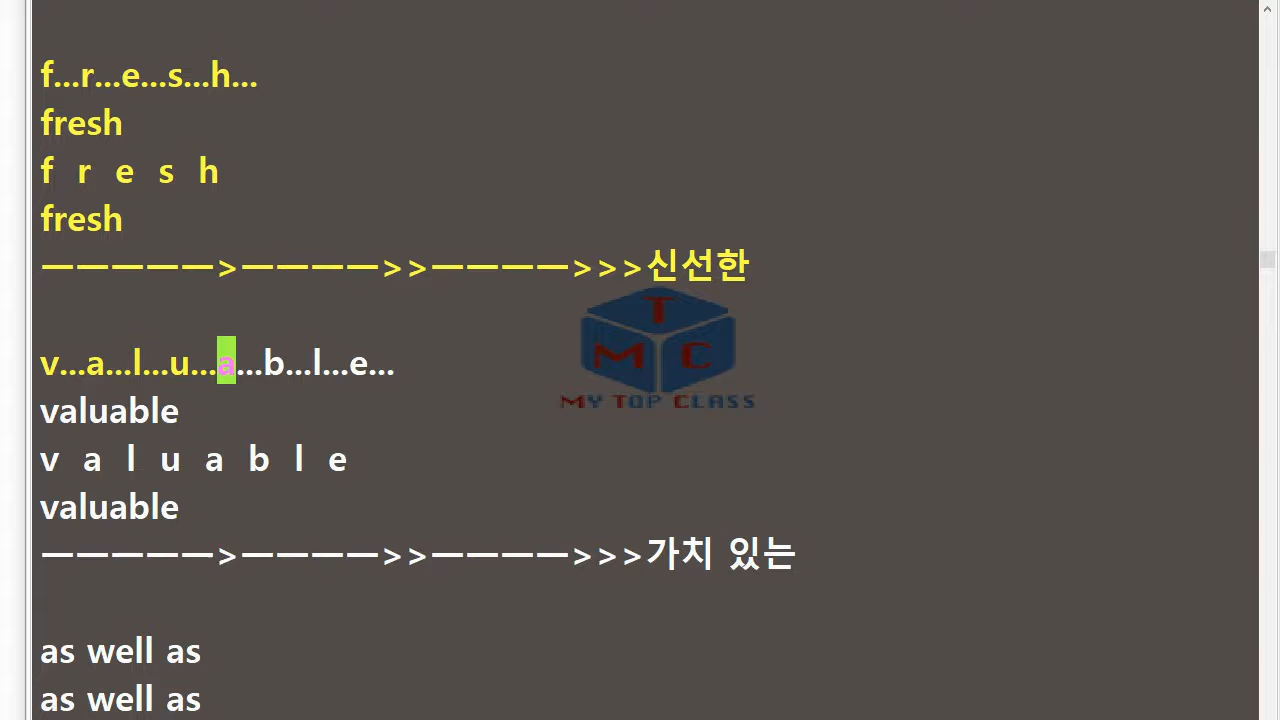 f...r...e...s...h...
fresh
f r e s h
fresh
─────>────>>────>>>신선한
T
M C
MY TOP CLASS
v...a...l...u...a...b...l...e...
valuable
v a l u a b l e
valuable
─────>────>>────>>>가치 있는
as well as
as well as